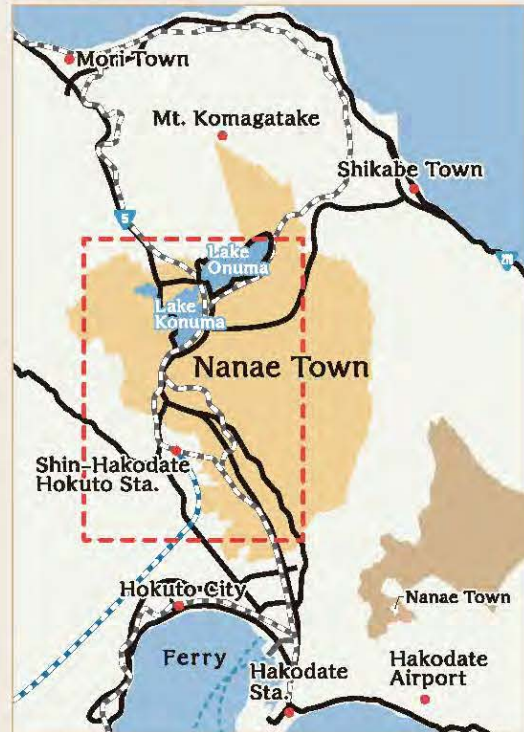 Mori Town
Mt. Komagatake
Shikabe Town
5
Lake
Onuma
278
Lake
Konuma
Nanae Town
Shin-Hakodate
Hokuto Sta.
Nanae Town
Hokuto City
Ferry
Hakodate
Sta.
Hakodate
Airport